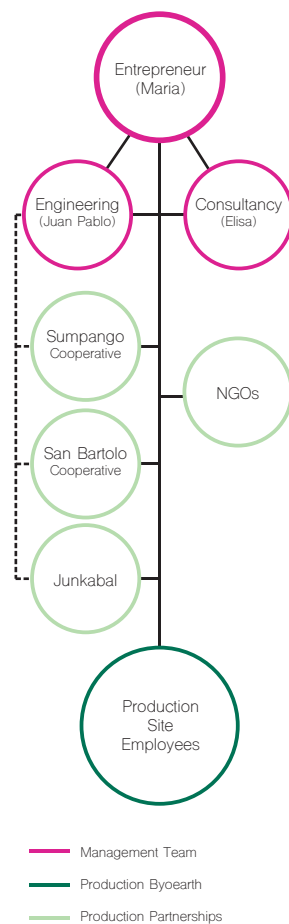 Entrepreneur
(Maria)
Engineering
(Juan Pablo)
Consultancy
(Elisa)
Sumpango
Cooperative
NGOs
San Bartolo
Cooperative
Junkabal
Production
Site
Employees
Management Team
Production Byoearth
Production Partnerships